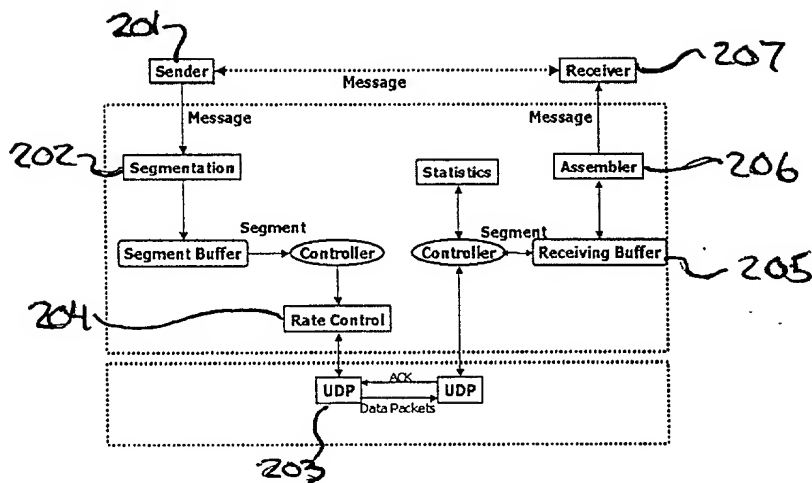 201
Sender
Message
Receiver
207
Message
Message
202
Segmentation
Statistics
Assembler
206
Segment
Segment
Segment Buffer
Controller
Controller
Receiving Buffer
205
204
Rate Control
UDP
ACK
UDP
Data Packets
203